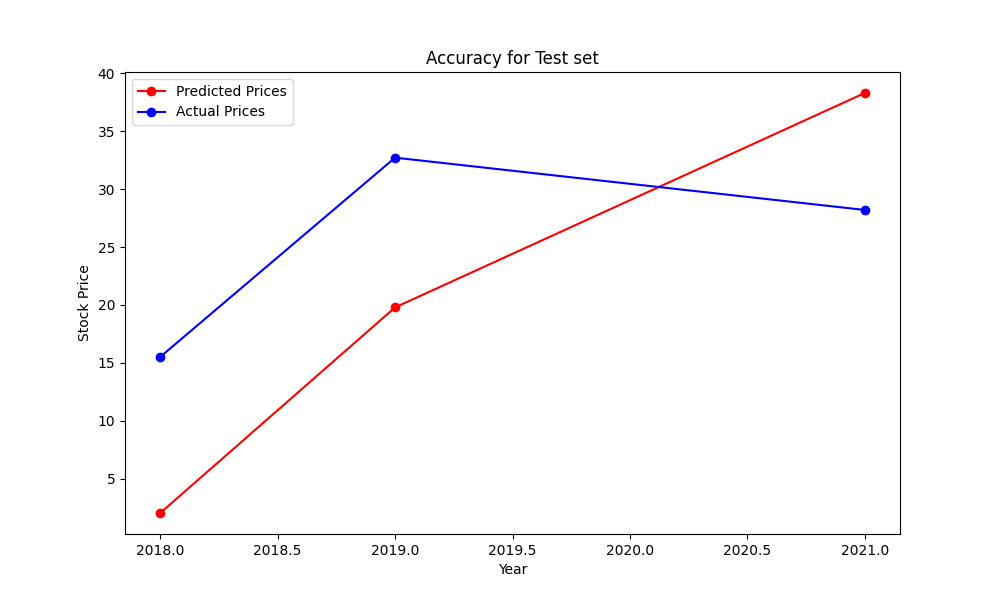 Accuracy for Test set
Predicted Prices
Actual Prices
Stock Price
40
35
30
25
20
15
10
5
2018.0 2018.5 2019.0 2019.5 2020.0 2020.5 2021.0
Year